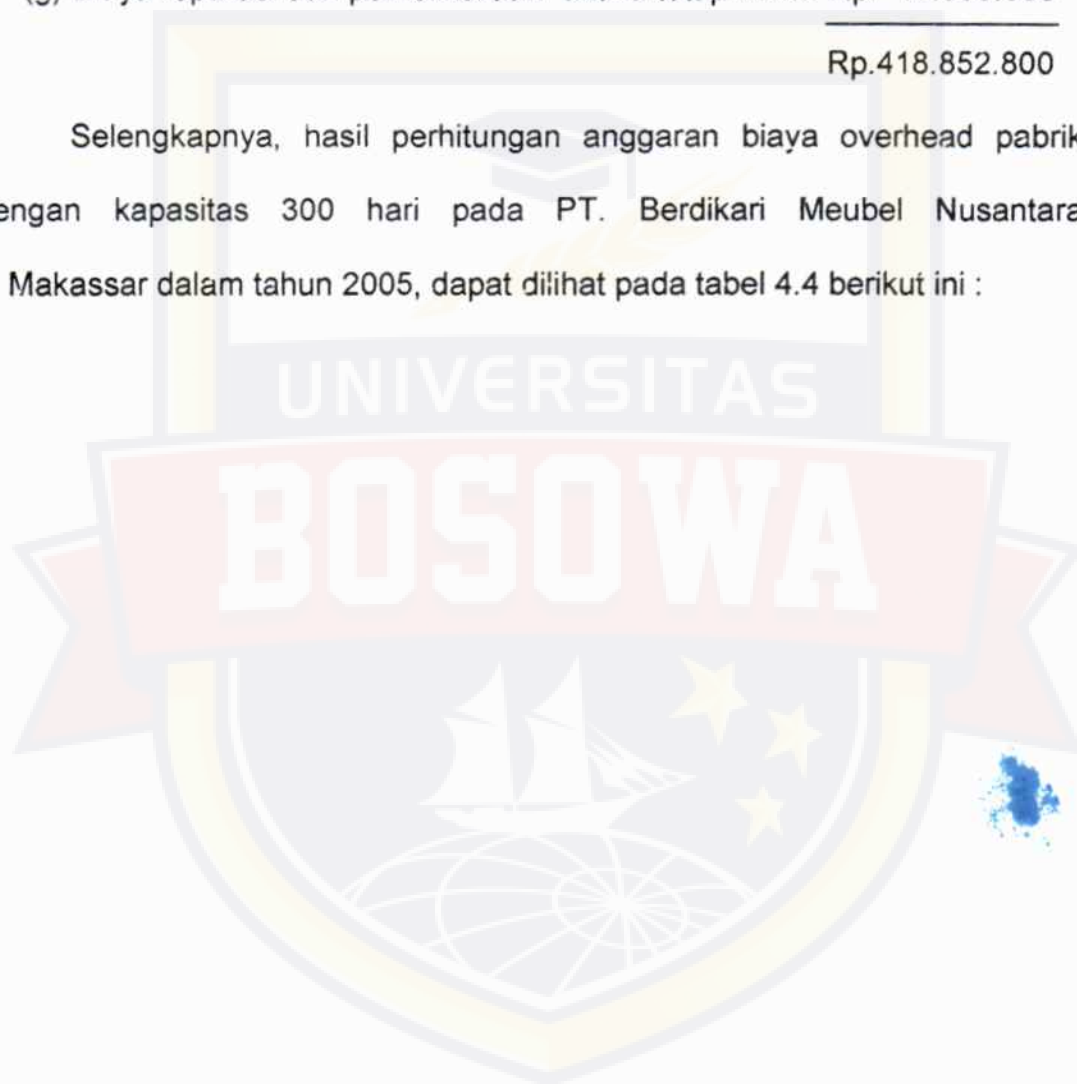 Rp.418.852.800
Selengkapnya, hasil perhitungan anggaran biaya overhead pabrik
engan kapasitas 300 hari pada PT. Berdikari Meubel Nusantara
Makassar dalam tahun 2005, dapat dilihat pada tabel 4.4 berikut ini :
UNIVERSITAS
BOSOWA